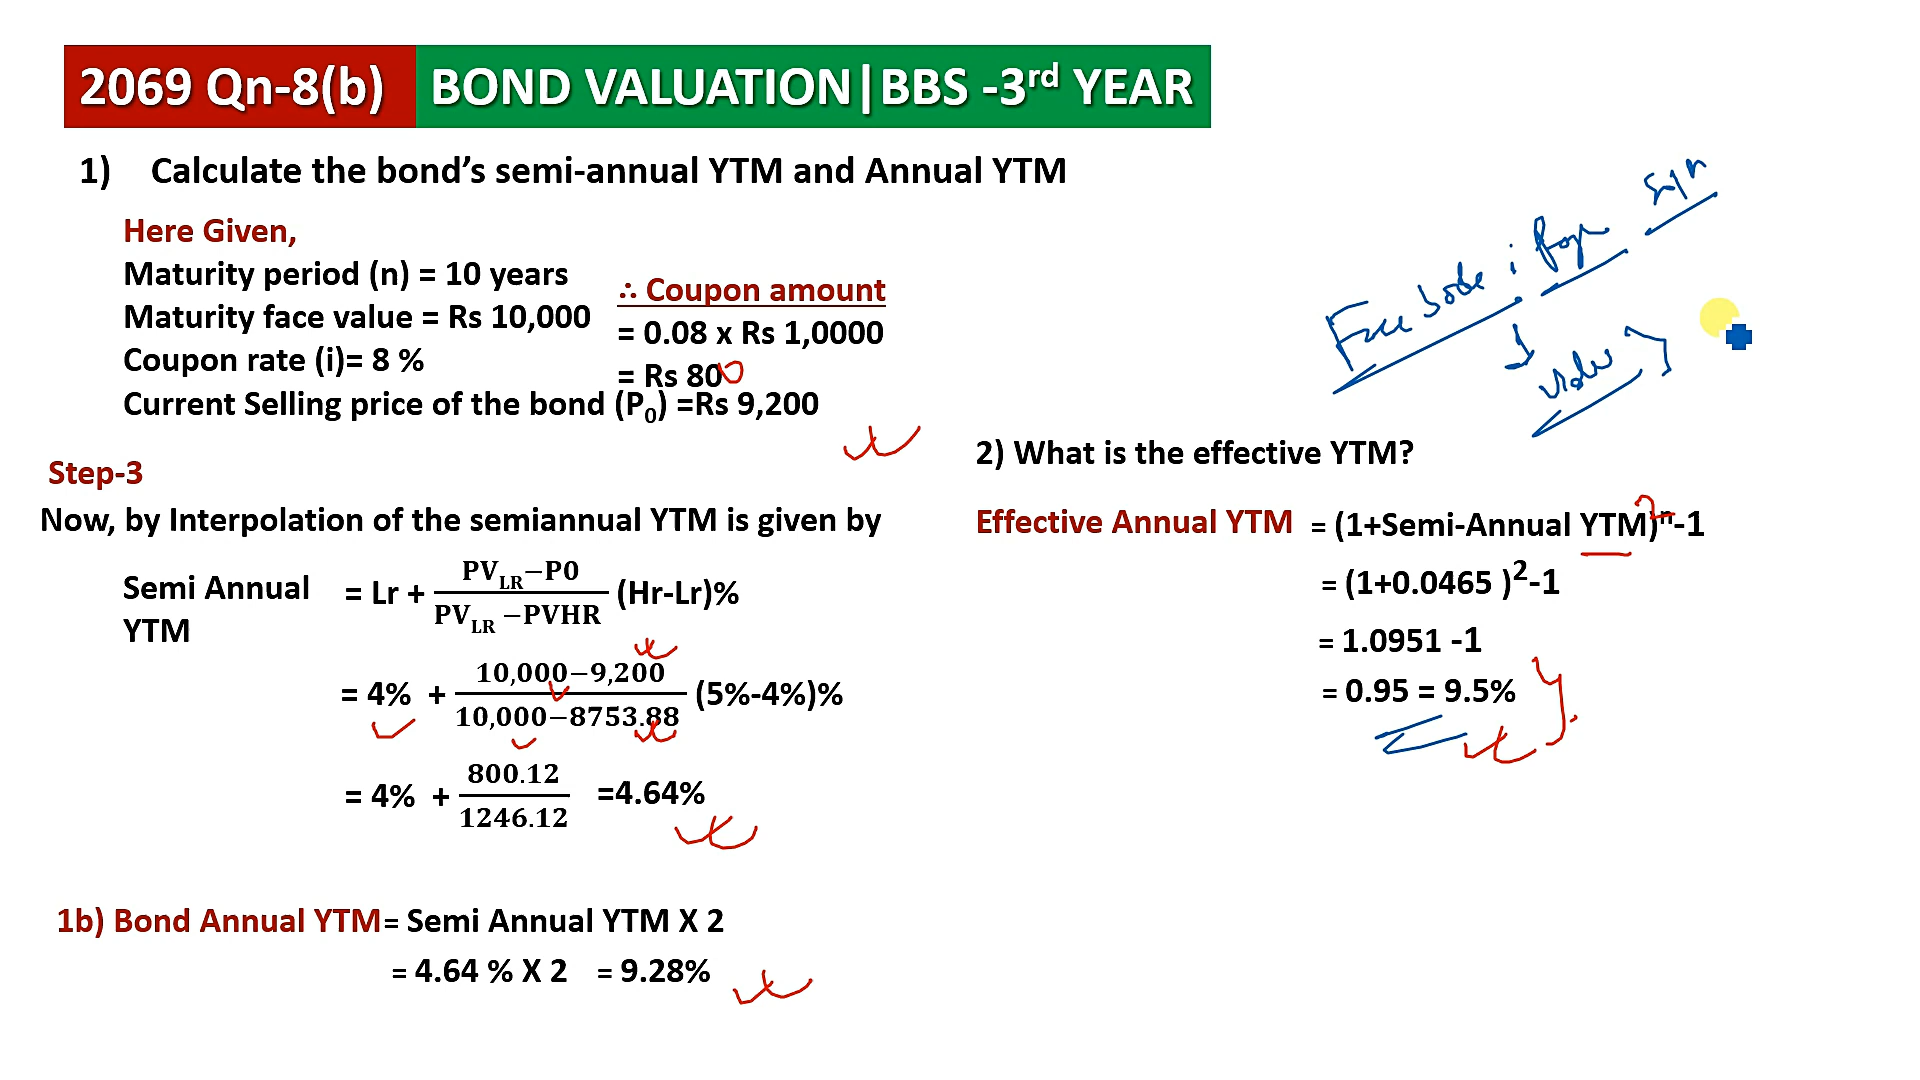 2069 Qn-8(b) BOND VALUATION|BBS -3rd YEAR
1) Calculate the bond's semi-annual YTM and Annual YTM
Here Given,
Maturity period (n) = 10 years
Maturity face value = Rs 10,000
Coupon rate (i)= 8 %
Current Selling price of the bond (P0) =Rs 9,200
∴ Coupon amount
= 0.08 x Rs 1,0000
= Rs 800
Step-3
Now, by Interpolation of the semiannual YTM is given by
Semi Annual YTM = Lr + (PVLR−P0)/(PVLR −PVHR) (Hr-Lr)%
= 4% + (10,000−9,200)/(10,000−8753.88) (5%-4%)%
= 4% + 800.12/1246.12 =4.64%
1b) Bond Annual YTM= Semi Annual YTM X 2
= 4.64 % X 2 = 9.28%
2) What is the effective YTM?
Effective Annual YTM = (1+Semi-Annual YTM)n-1
2
= (1+0.0465 )2-1
= 1.0951 -1
= 0.95 = 9.5%